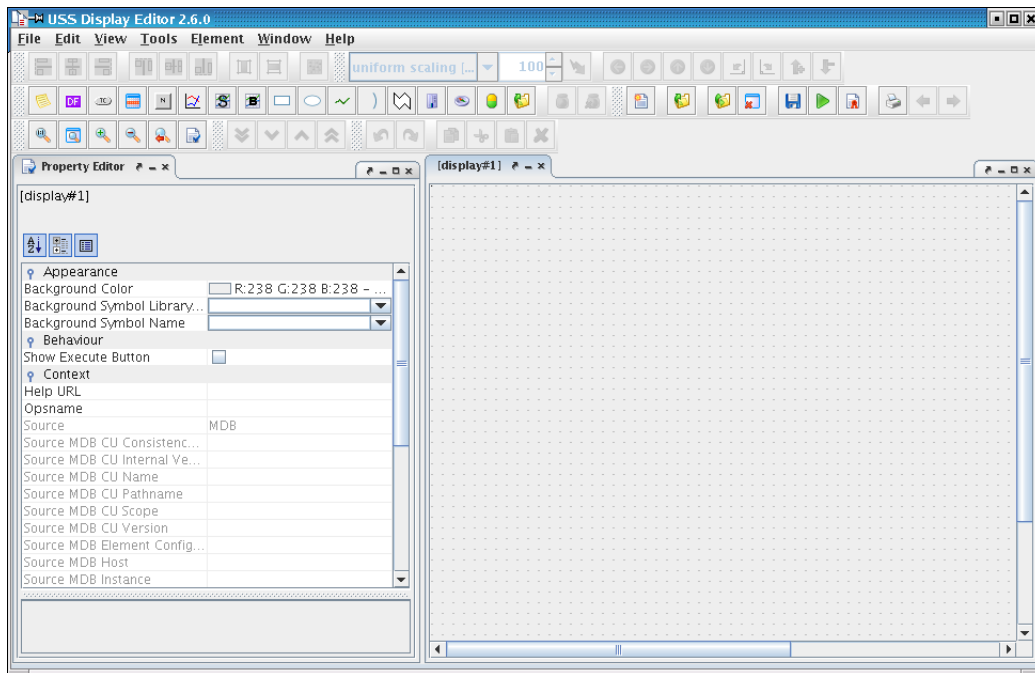 USS Display Editor 2.6.0
File Edit View Tools Element Window Help
uniform scaling [... 100
DF TC N S B
Property Editor
[display#1]
[display#1]
Appearance
Background Color R:238 G:238 B:238 – ...
Background Symbol Library...
Background Symbol Name
Behaviour
Show Execute Button
Context
Help URL
Opsname
Source MDB
Source MDB CU Consistenc...
Source MDB CU Internal Ve...
Source MDB CU Name
Source MDB CU Pathname
Source MDB CU Scope
Source MDB CU Version
Source MDB Element Config...
Source MDB Host
Source MDB Instance